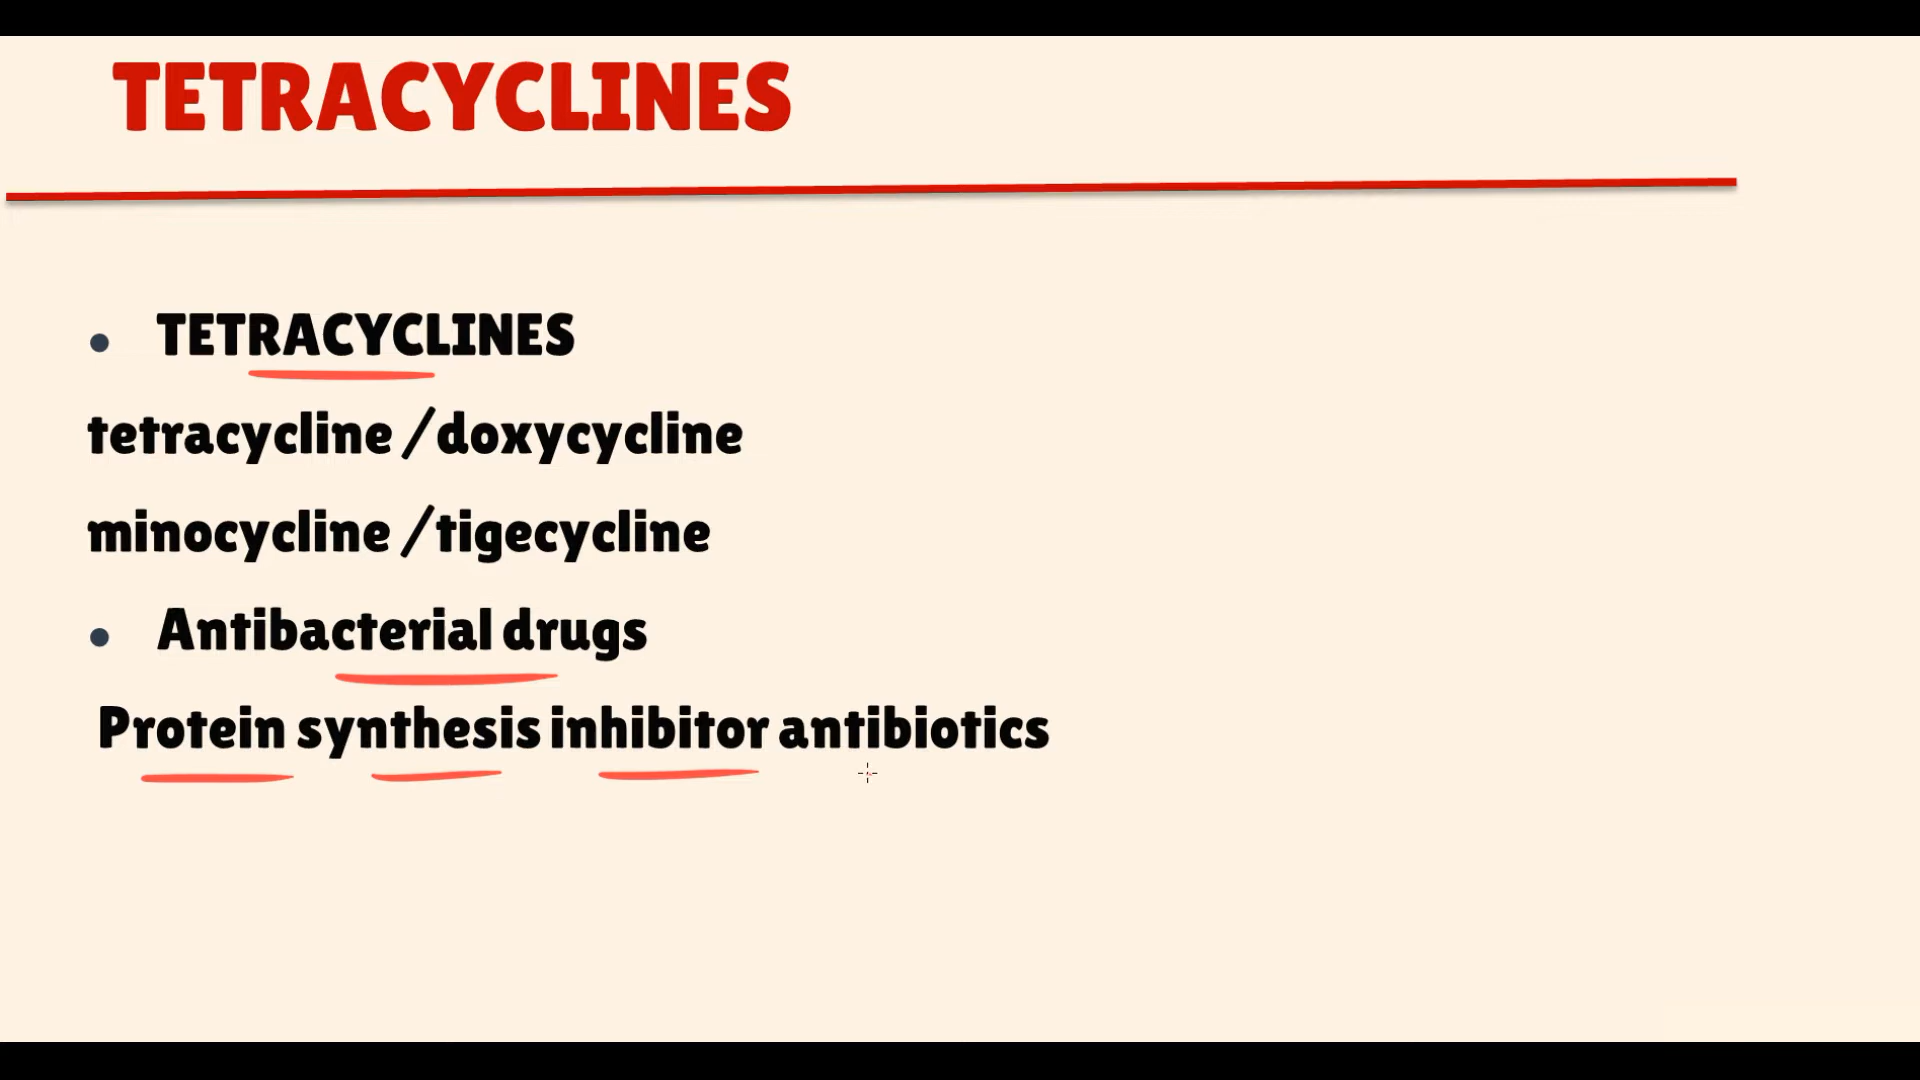 TETRACYCLINES
• TETRACYCLINES
tetracycline /doxycycline
minocycline /tigecycline
• Antibacterial drugs
Protein synthesis inhibitor antibiotics